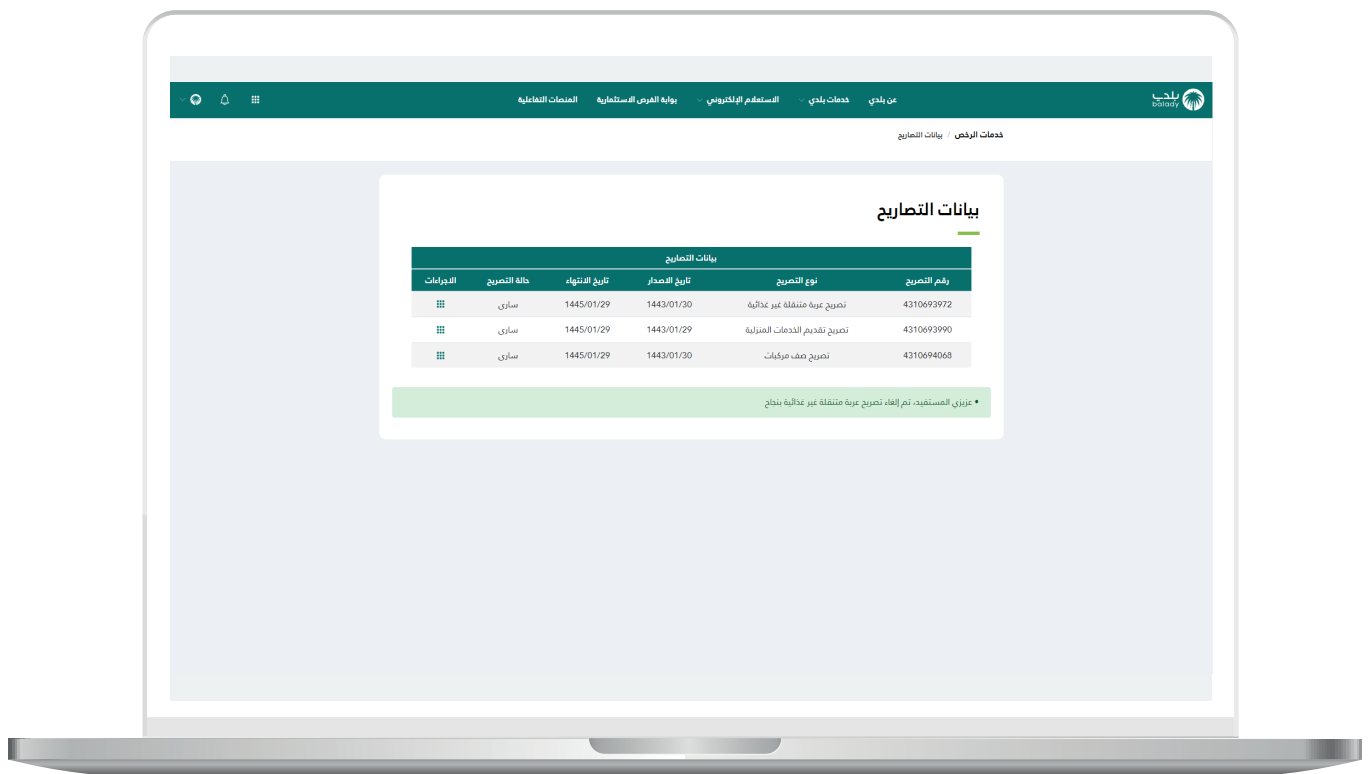 بلدي
balady
عن بلدي خدمات بلدي الاستعلام الإلكتروني بوابة الفرص الاستثمارية المنصات التفاعلية
خدمات الرخص / بيانات التصاريح
بيانات التصاريح
بيانات التصاريح
رقم التصريح نوع التصريح تاريخ الاصدار تاريخ الانتهاء حالة التصريح الاجراءات
4310693972 تصريح عربة متنقلة غير غذائية 1443/01/30 1445/01/29 سارى
4310693990 تصريح تقديم الخدمات المنزلية 1443/01/29 1445/01/29 سارى
4310694068 تصريح صف مركبات 1443/01/30 1445/01/29 سارى
• عزيزي المستفيد، تم إلغاء تصريح عربة متنقلة غير غذائية بنجاح